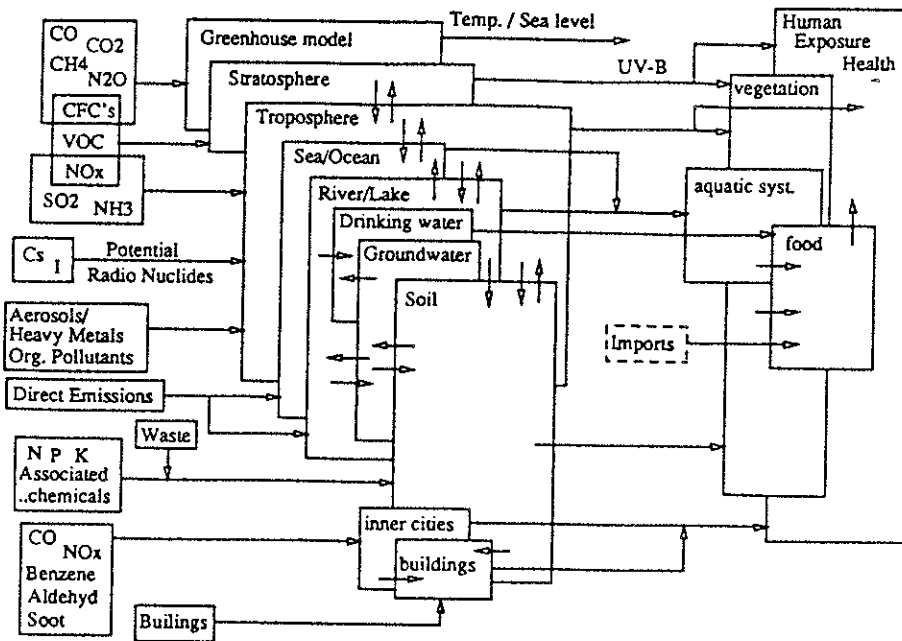 CO
CO2
CH4
N2O
CFC's
VOC
NOx
SO2
NH3
Cs
I
Potential
Radio Nuclides
Aerosols/
Heavy Metals
Org. Pollutants
Direct Emissions
Waste
N P K
Associated
..chemicals
CO
NOx
Benzene
Aldehyd
Soot
Builings
Greenhouse model
Stratosphere
Troposphere
Sea/Ocean
River/Lake
Drinking water
Groundwater
Soil
inner cities
buildings
Temp. / Sea level
UV-B
Human
Exposure
Health
vegetation
aquatic syst.
food
Imports